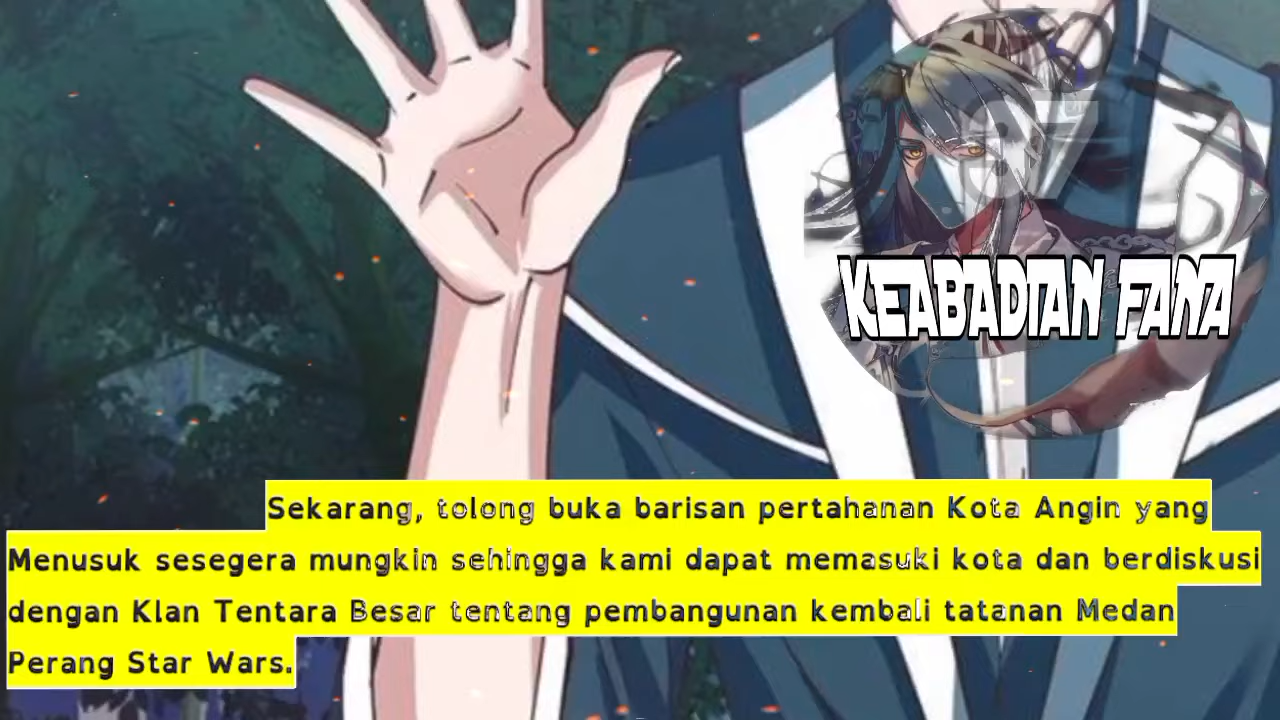 87
KEABADIAN FANA
Sekarang, tolong buka barisan pertahanan Kota Angin yang
Menusuk sesegera mungkin sehingga kami dapat memasuki kota dan berdiskusi
dengan Klan Tentara Besar tentang pembangunan kembali tatanan Medan
Perang Star Wars.